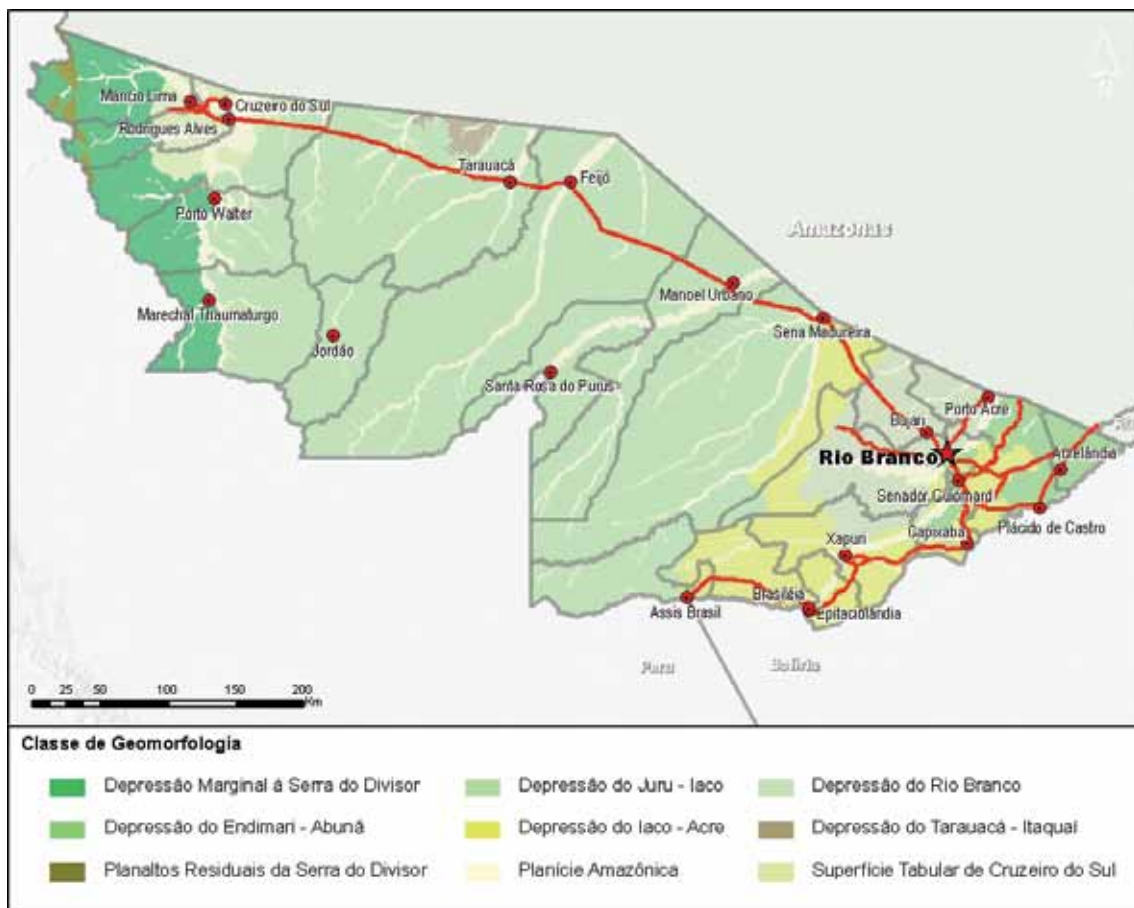 Mâncio Lima
Cruzeiro do Sul
Rodrigues Alves
Tarauacá
Feijó
Porto Walter
Amazonas
Manoel Urbano
Marechal Thaumaturgo
Sena Madureira
Jordão
Santa Rosa do Purus
Porto Acre
Bujari
Rio Branco
Acrelândia
Senador Guiomard
Plácido de Castro
Xapuri
Capixaba
Brasiléia
Assis Brasil
Epitaciolândia
Peru
Bolívia
0 25 50 100 150 200
Km
Classe de Geomorfologia
Depressão Marginal à Serra do Divisor
Depressão do Juru - Iaco
Depressão do Rio Branco
Depressão do Endimari - Abunã
Depressão do Iaco - Acre
Depressão do Tarauacá - Itaquaí
Planaltos Residuais da Serra do Divisor
Planície Amazônica
Superfície Tabular de Cruzeiro do Sul